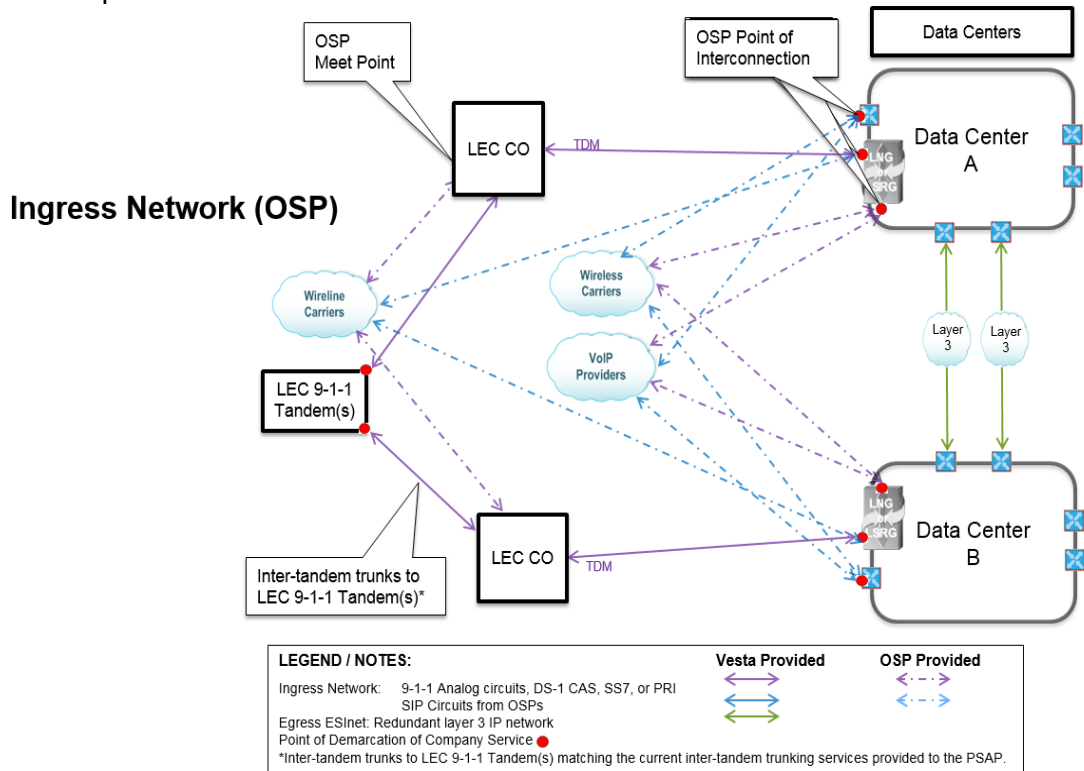 OSP
Meet Point
OSP Point of
Interconnection
Data Centers
LEC CO
TDM
LNG
or
LSRG
Data Center
A
Ingress Network (OSP)
Wireline
Carriers
Wireless
Carriers
Layer
3
Layer
3
VoIP
Providers
LEC 9-1-1
Tandem(s)
LNG
or
LSRG
Data Center
B
LEC CO
TDM
Inter-tandem trunks to
LEC 9-1-1 Tandem(s)*
LEGEND / NOTES:
Vesta Provided
OSP Provided
Ingress Network: 9-1-1 Analog circuits, DS-1 CAS, SS7, or PRI
SIP Circuits from OSPs
Egress ESInet: Redundant layer 3 IP network
Point of Demarcation of Company Service
*Inter-tandem trunks to LEC 9-1-1 Tandem(s) matching the current inter-tandem trunking services provided to the PSAP.